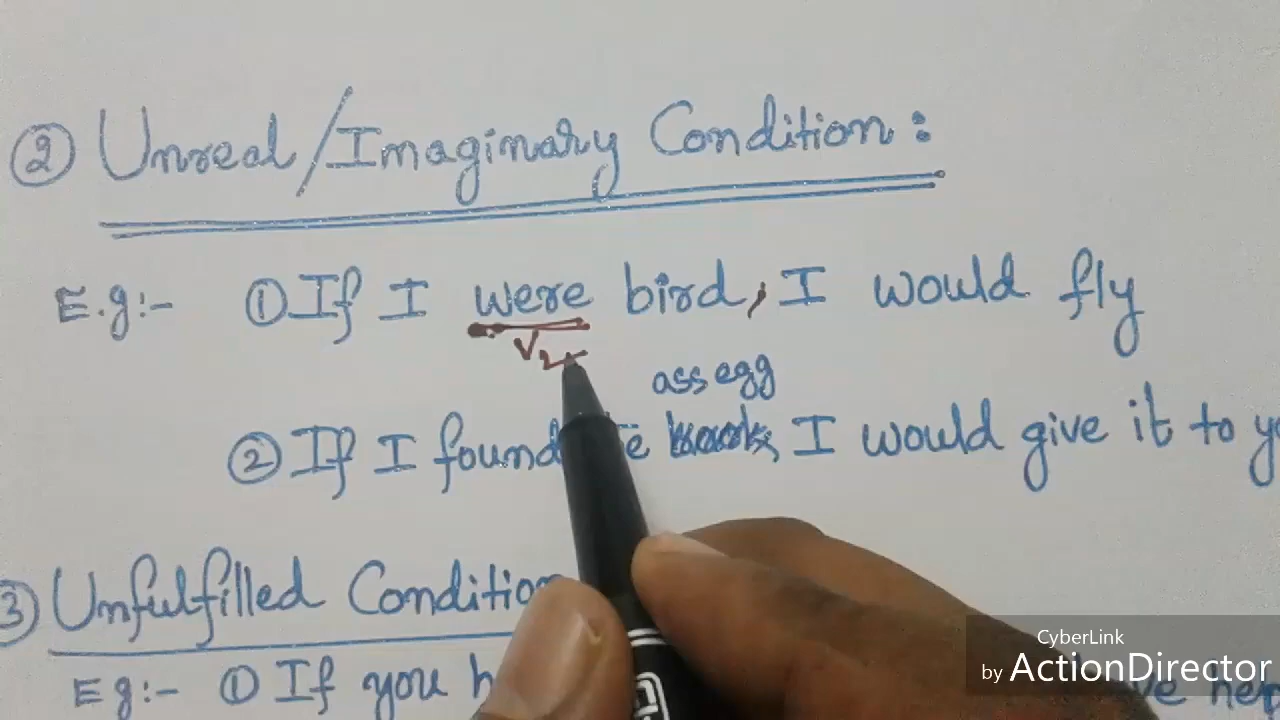 ② Unreal/Imaginary Condition:
E.g:- ① If I were bird, I would fly
V2
ass egg
② If I found I would give it to
③ Unfulfilled Condition
Eg:- ① If you
CyberLink
by ActionDirector